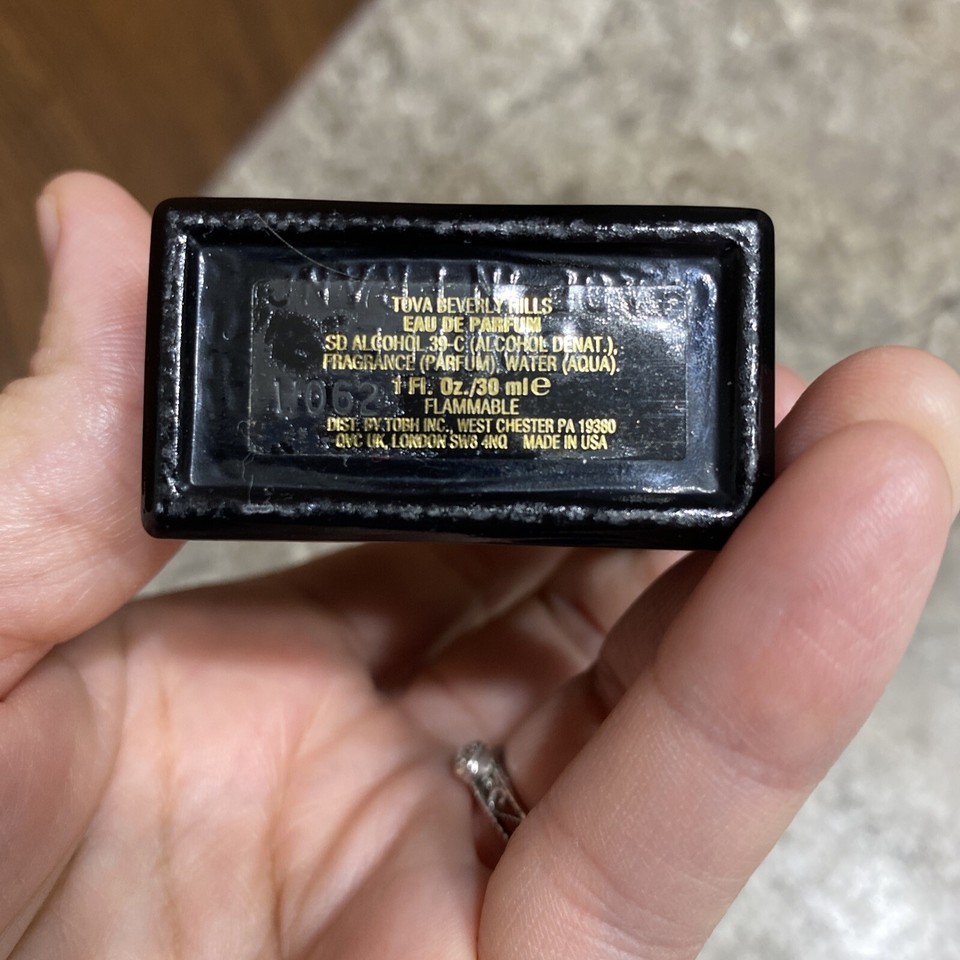 TOVA BEVERLY HILLS
EAU DE PARFUM
SD ALCOHOL 39-C (ALCOHOL DENAT.),
FRAGRANCE (PARFUM), WATER (AQUA).
1 Fl. Oz./30 ml ℮
FLAMMABLE
DIST. BY TOBH INC., WEST CHESTER PA 19380
QVC UK, LONDON SW8 4NQ MADE IN USA